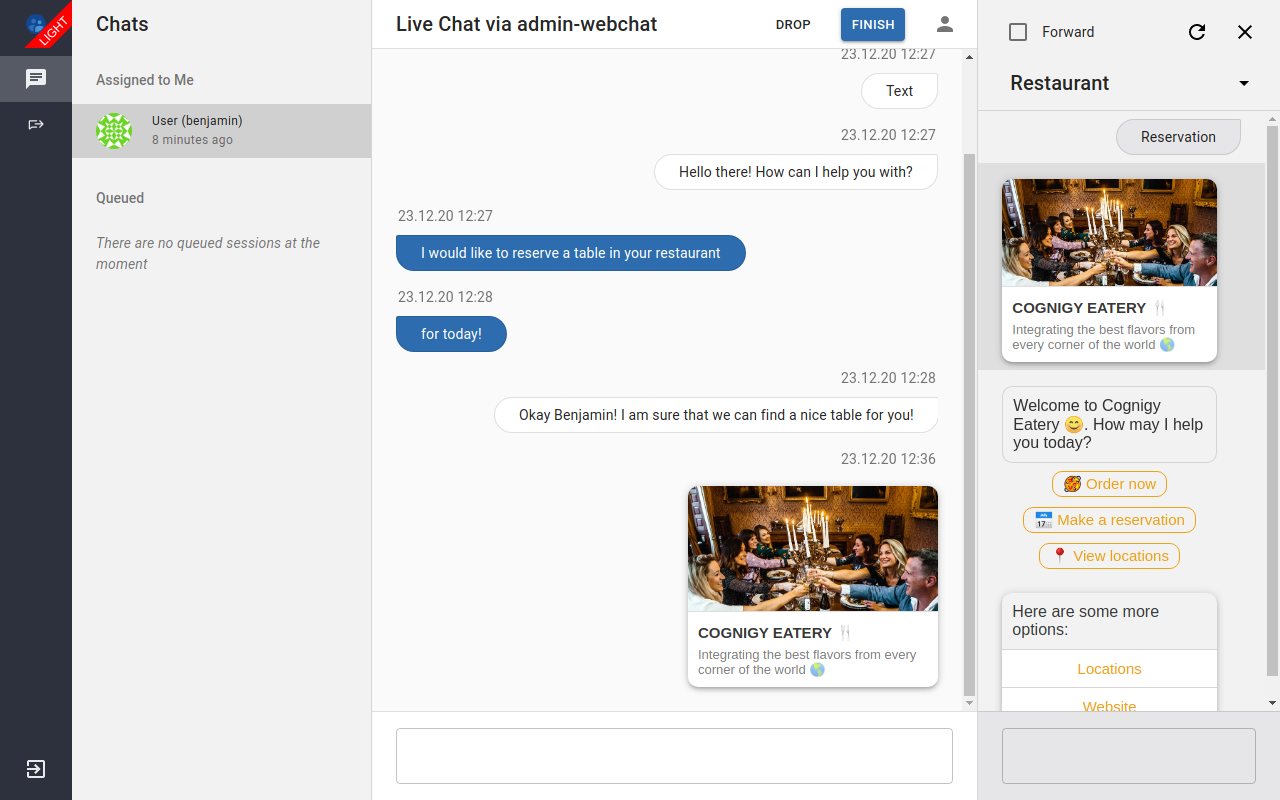 LIGHT
Chats
Assigned to Me
User (benjamin)
8 minutes ago
Queued
There are no queued sessions at the
moment
Live Chat via admin-webchat
DROP
FINISH
23.12.20 12:27
Text
23.12.20 12:27
Hello there! How can I help you with?
23.12.20 12:27
I would like to reserve a table in your restaurant
23.12.20 12:28
for today!
23.12.20 12:28
Okay Benjamin! I am sure that we can find a nice table for you!
23.12.20 12:36
COGNIGY EATERY 🍴
Integrating the best flavors from every
corner of the world 🌎
Forward
Restaurant
Reservation
COGNIGY EATERY 🍴
Integrating the best flavors from
every corner of the world 🌎
Welcome to Cognigy
Eatery 😊. How may I help
you today?
🥘 Order now
📅 Make a reservation
📍 View locations
Here are some more
options:
Locations
Website